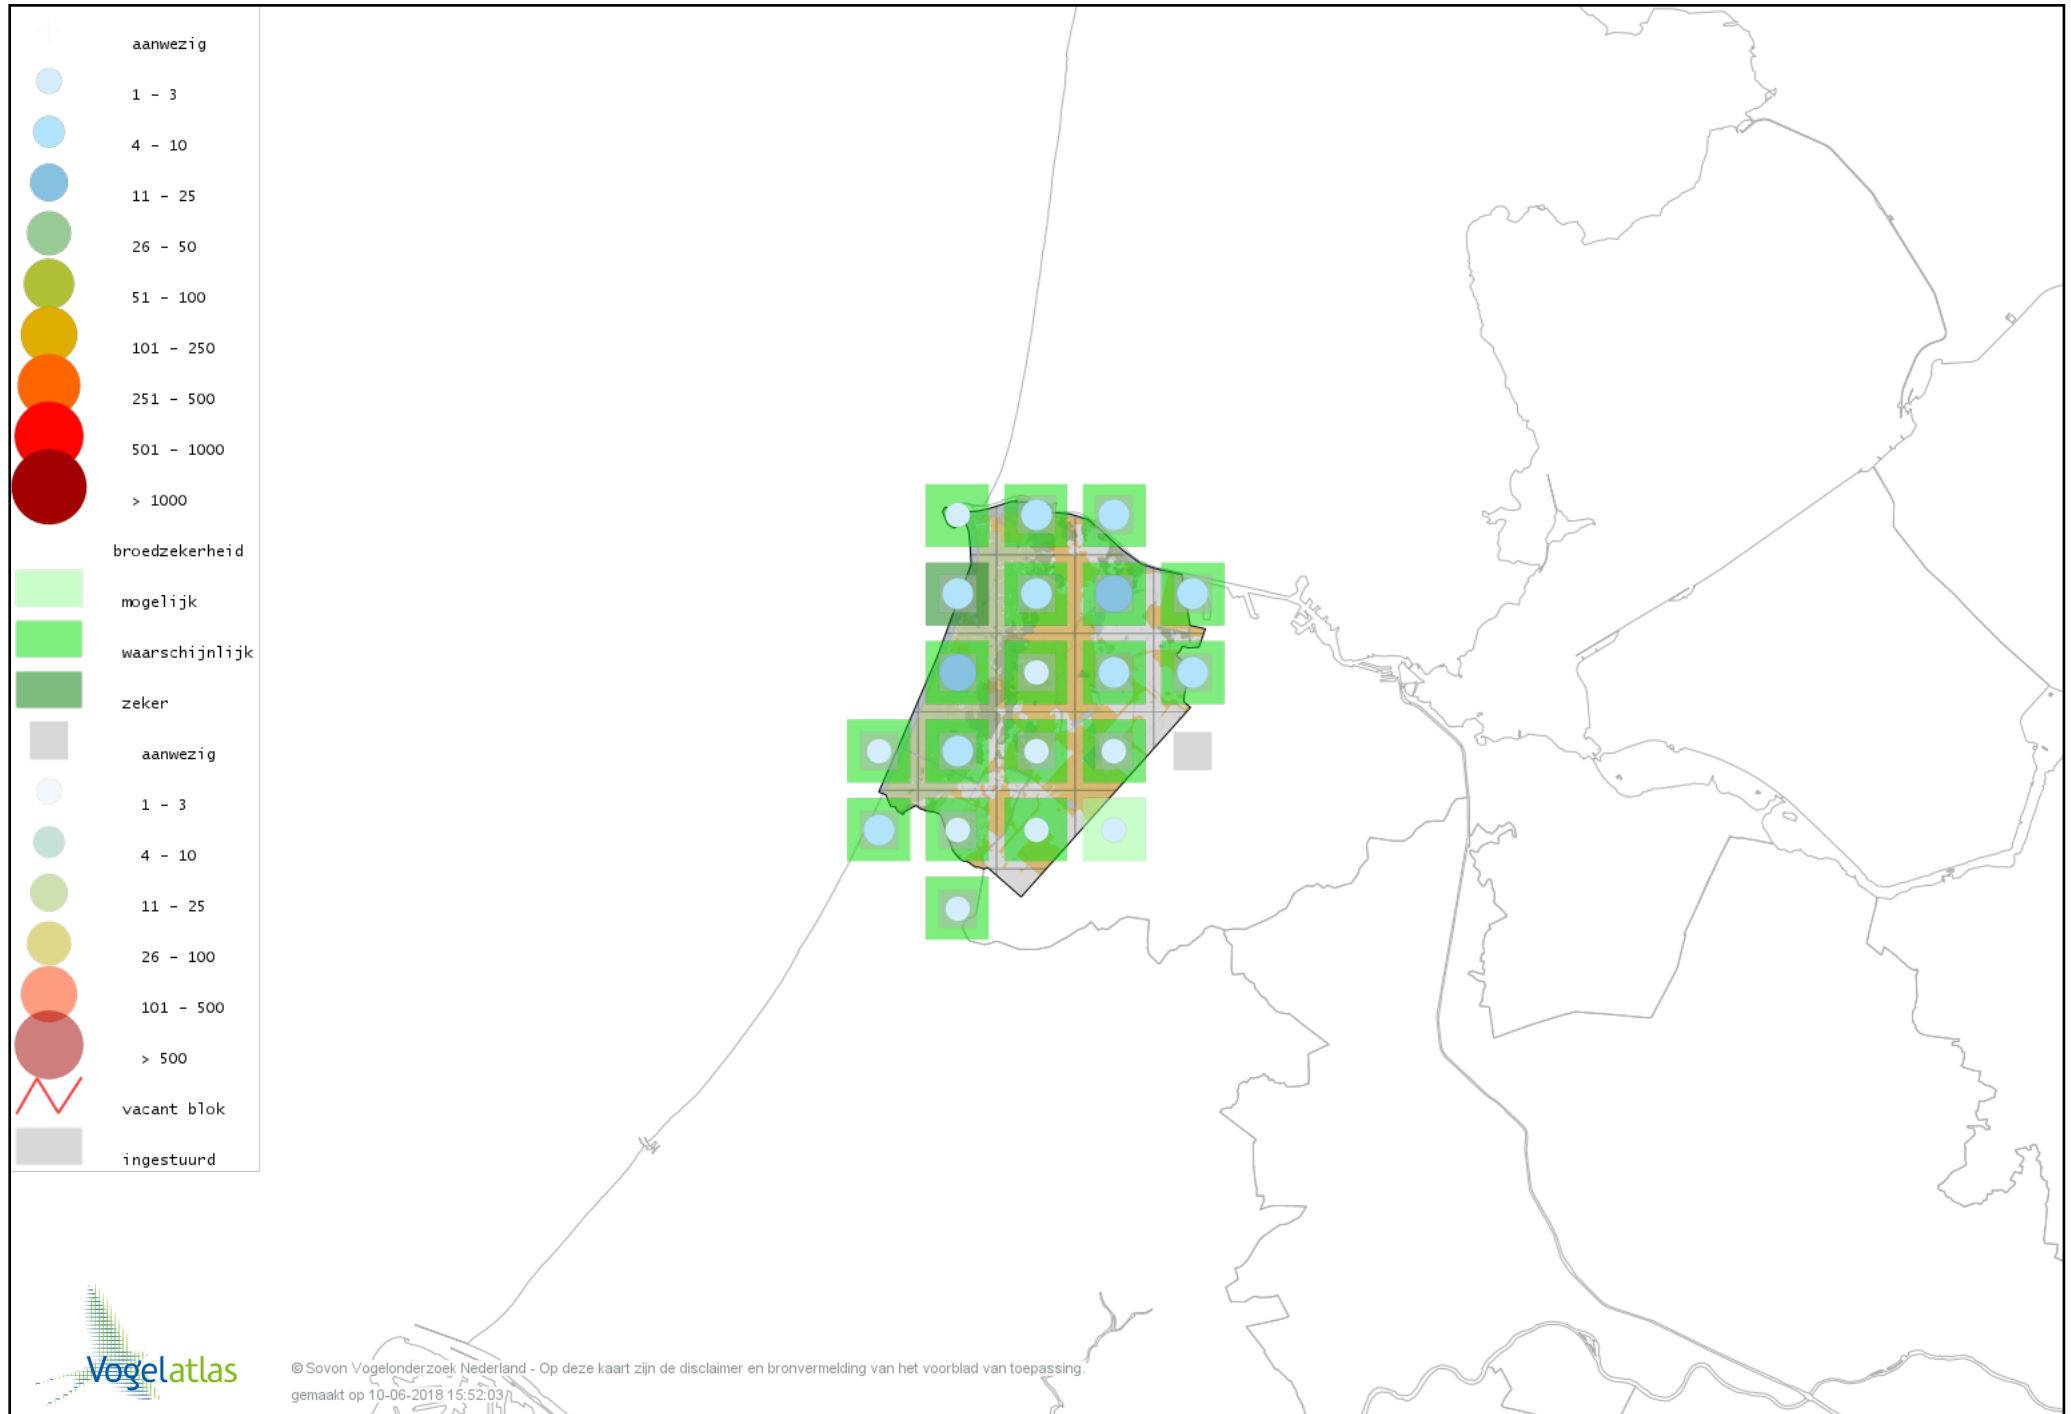 aanwezig
1 - 3
4 - 10
11 - 25
26 - 50
51 - 100
101 - 250
251 - 500
501 - 1000
> 1000
broedzekerheid
mogelijk
waarschijnlijk
zeker
aanwezig
1 - 3
4 - 10
11 - 25
26 - 100
101 - 500
> 500
vacant blok
ingestuurd
Vogelatlas
© Sovon Vogelonderzoek Nederland - Op deze kaart zijn de disclaimer en bronvermelding van het voorblad van toepassing.
gemaakt op 10-06-2018 15:52:03